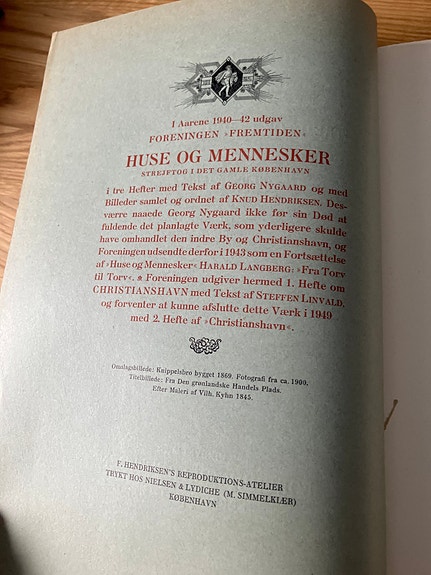 I Aarene 1940—42 udgav
FORENINGEN »FREMTIDEN«
HUSE OG MENNESKER
STREJFTOG I DET GAMLE KØBENHAVN
i tre Hefter med Tekst af GEORG NYGAARD og med
Billeder samlet og ordnet af KNUD HENDRIKSEN. Des-
værre naaede Georg Nygaard ikke før sin Død at
fuldende det planlagte Værk, som yderligere skulde
have omhandlet den indre By og Christianshavn, og
Foreningen udsendte derfor i 1943 som en Fortsættelse
af »Huse og Mennesker« HARALD LANGBERG: »Fra Torv
til Torv«. Foreningen udgiver hermed 1. Hefte om
CHRISTIANSHAVN med Tekst af STEFFEN LINVALD,
og forventer at kunne afslutte dette Værk i 1949
med 2. Hefte af »Christianshavn«.
Omslagsbillede: Knippelsbro bygget 1869. Fotografi fra ca. 1900.
Titelbillede: Fra Den grønlandske Handels Plads.
Efter Maleri af Vilh. Kyhn 1845.
F. HENDRIKSEN'S REPRODUKTIONS-ATELIER
TRYKT HOS NIELSEN & LYDICHE (M. SIMMELKIÆR)
KØBENHAVN